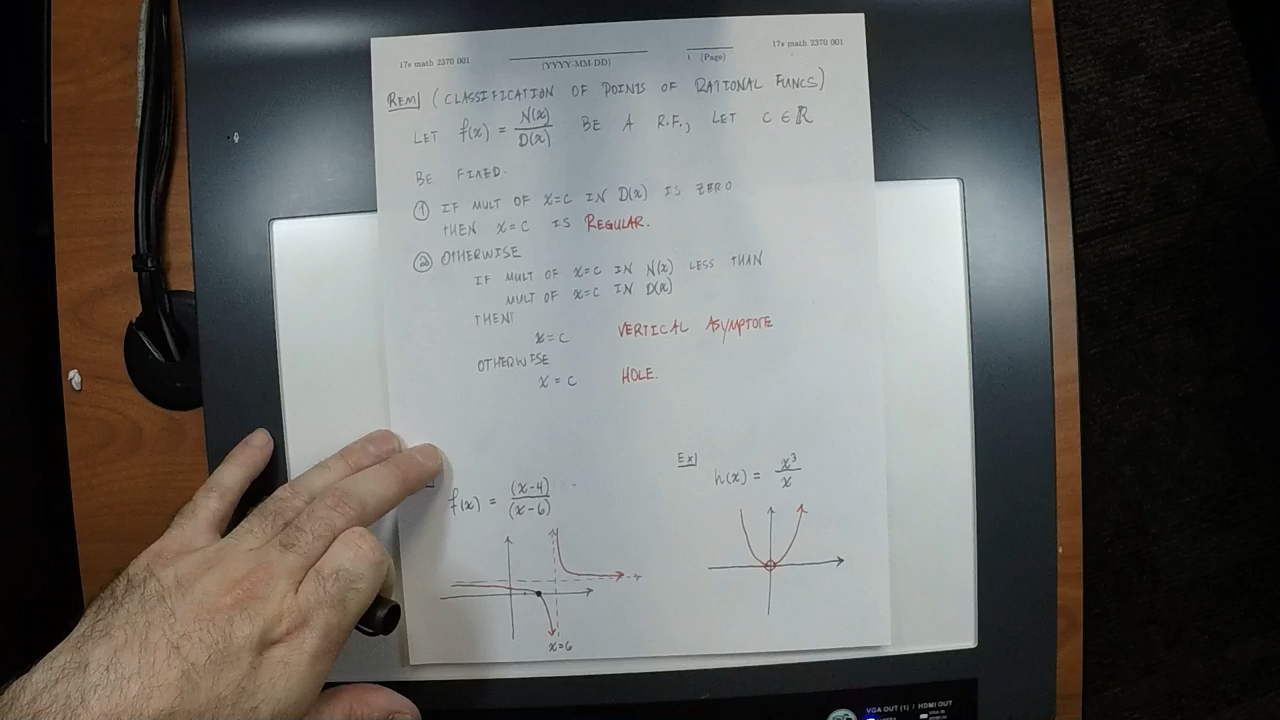 17s math 2370 001
(YYYY-MM-DD)
1 (Page)
17s math 2370 001
REM (CLASSIFICATION OF POINTS OF RATIONAL FUNCS)
LET f(x) = N(x)/D(x) BE A R.F., LET C ∈ ℝ
BE FIXED.
① IF MULT OF x=C IN D(x) IS ZERO
THEN x=C IS REGULAR.
② OTHERWISE
IF MULT OF x=C IN N(x) LESS THAN
MULT OF x=C IN D(x)
THEN
x=C VERTICAL ASYMPTOTE
OTHERWISE
x=C HOLE.
f(x) = (x-4)/(x-6)
x=6
Ex
h(x) = x³/x
VGA OUT (1) / HDMI OUT